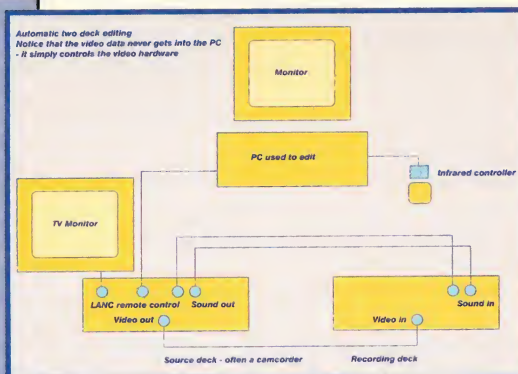 Automatic two deck editing
Notice that the video data never gets into the PC
- it simply controls the video hardware
Monitor
PC used to edit
Infrared controller
TV Monitor
LANC remote control
Sound out
Sound in
Video out
Video in
Source deck - often a camcorder
Recording deck